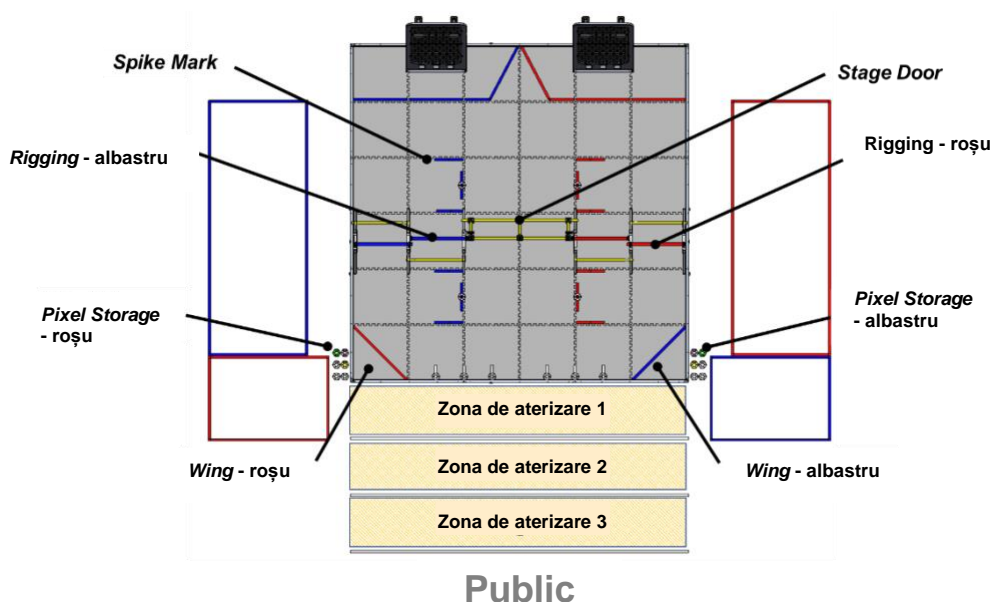 Spike Mark
Stage Door
Rigging - albastru
Rigging - roșu
Pixel Storage
- roșu
Pixel Storage
- albastru
Zona de aterizare 1
Zona de aterizare 2
Zona de aterizare 3
Wing - roșu
Wing - albastru
Public